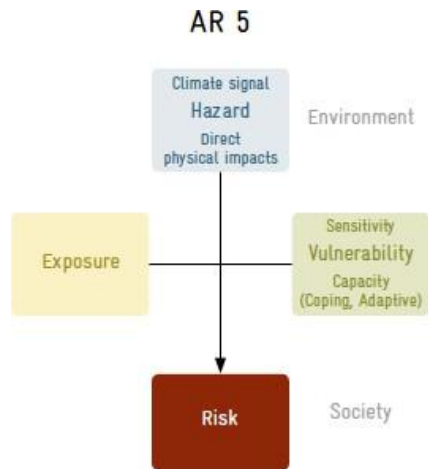 AR 5
Climate signal
Hazard
Direct
physical impacts
Environment
Exposure
Sensitivity
Vulnerability
Capacity
(Coping, Adaptive)
Risk
Society